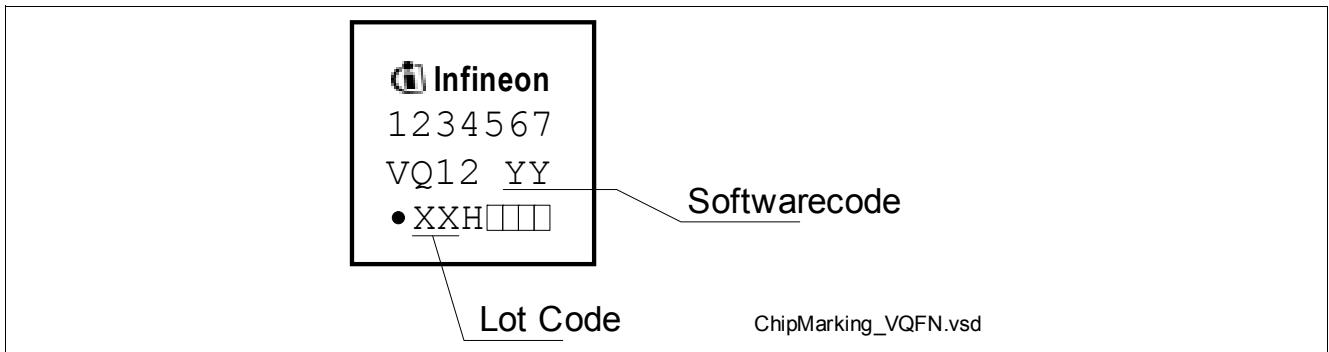 Infineon
1234567
VQ12 YY
XXH
Softwarecode
Lot Code
ChipMarking_VQFN.vsd